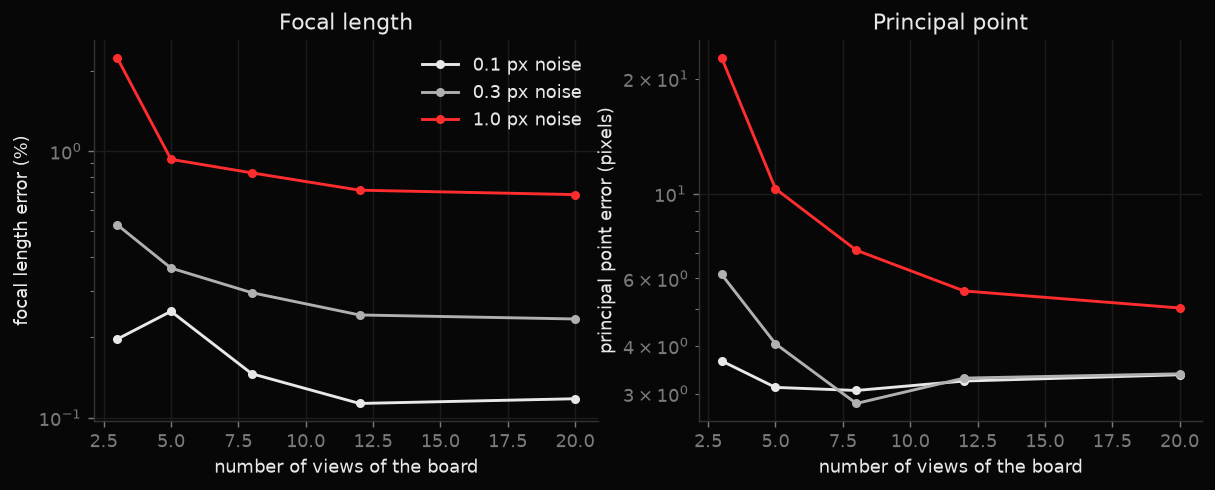 Focal length
focal length error (%)
10⁰
10⁻¹
0.1 px noise
0.3 px noise
1.0 px noise
2.5 5.0 7.5 10.0 12.5 15.0 17.5 20.0
number of views of the board
Principal point
principal point error (pixels)
2 × 10¹
10¹
6 × 10⁰
4 × 10⁰
3 × 10⁰
2.5 5.0 7.5 10.0 12.5 15.0 17.5 20.0
number of views of the board